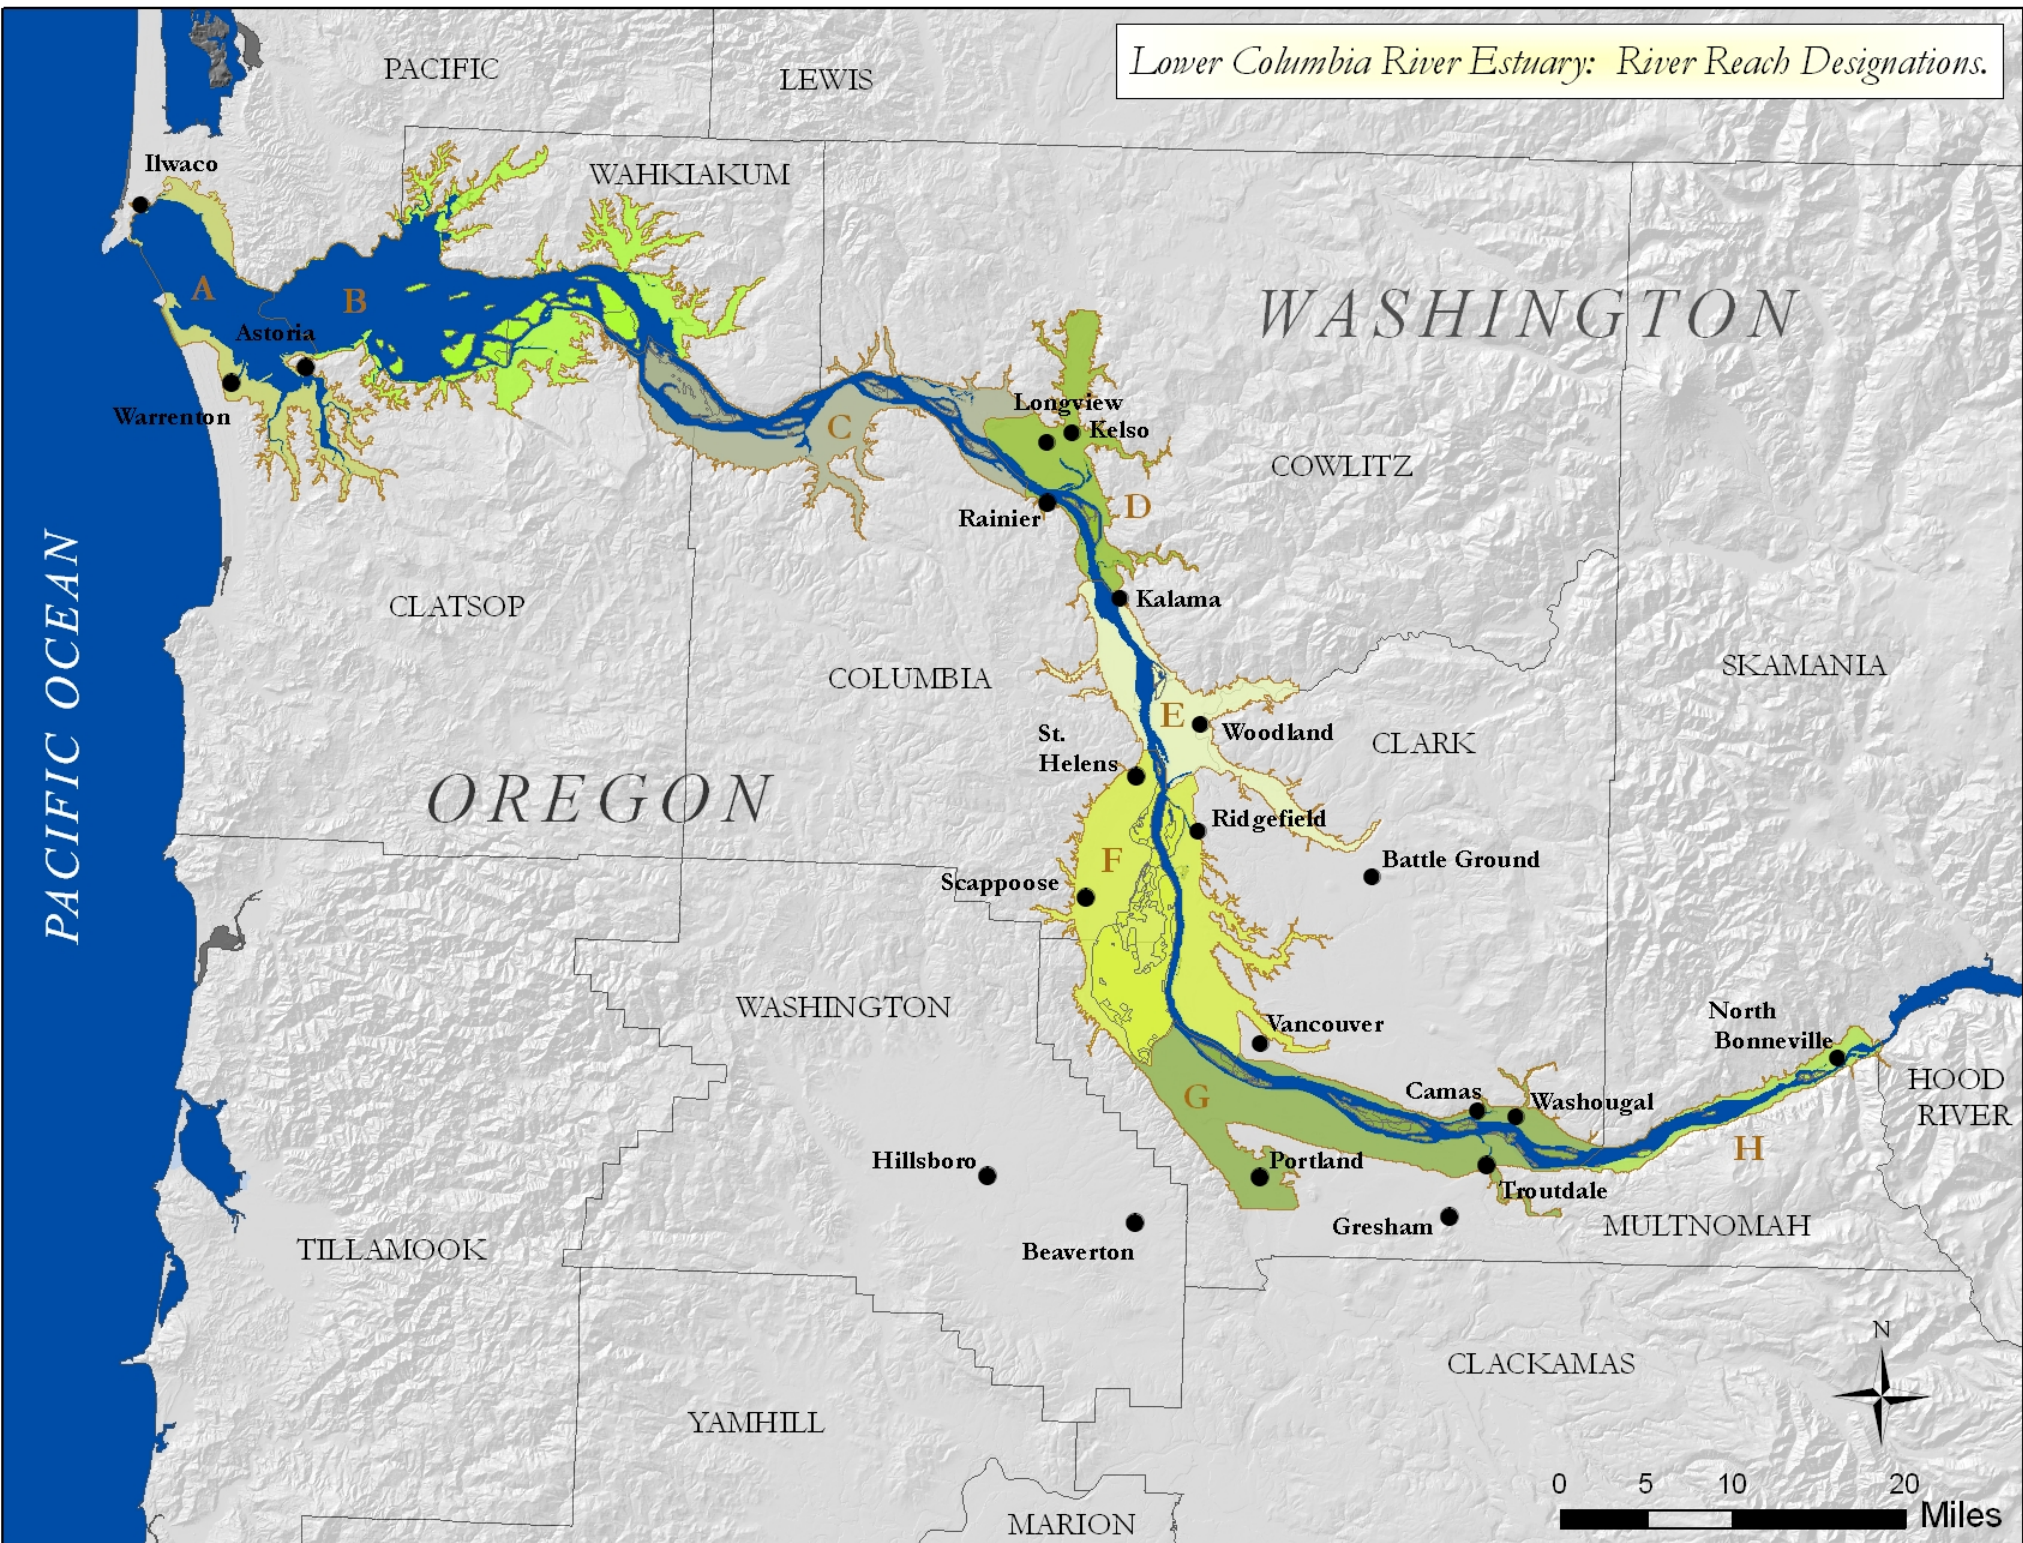 Lower Columbia River Estuary: River Reach Designations.
PACIFIC
LEWIS
Ilwaco
WAHKIAKUM
A
B
WASHINGTON
Astoria
Warrenton
C
Longview
Kelso
COWLITZ
D
Rainier
PACIFIC OCEAN
CLATSOP
Kalama
COLUMBIA
SKAMANIA
E
St.
Helens
Woodland
CLARK
OREGON
Ridgefield
F
Battle Ground
Scappoose
WASHINGTON
Vancouver
North
Bonneville
G
Camas
Washougal
HOOD
RIVER
H
Hillsboro
Portland
Troutdale
Gresham
MULTNOMAH
TILLAMOOK
Beaverton
N
CLACKAMAS
YAMHILL
MARION
0 5 10 20
Miles